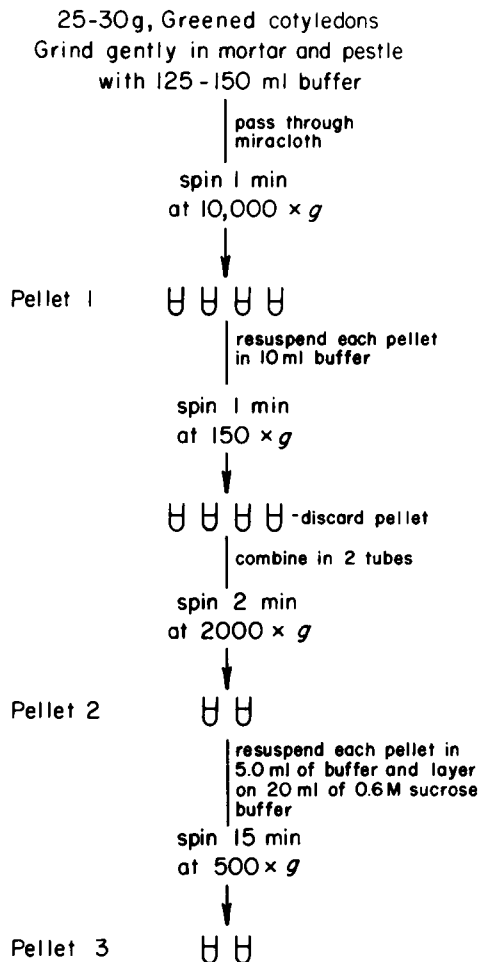 25-30g, Greened cotyledons
Grind gently in mortar and pestle
with 125-150 ml buffer
pass through
miracloth
spin 1 min
at 10,000 × g
Pellet 1
resuspend each pellet
in 10 ml buffer
spin 1 min
at 150 × g
-discard pellet
combine in 2 tubes
spin 2 min
at 2000 × g
Pellet 2
resuspend each pellet in
5.0 ml of buffer and layer
on 20 ml of 0.6M sucrose
buffer
spin 15 min
at 500 × g
Pellet 3